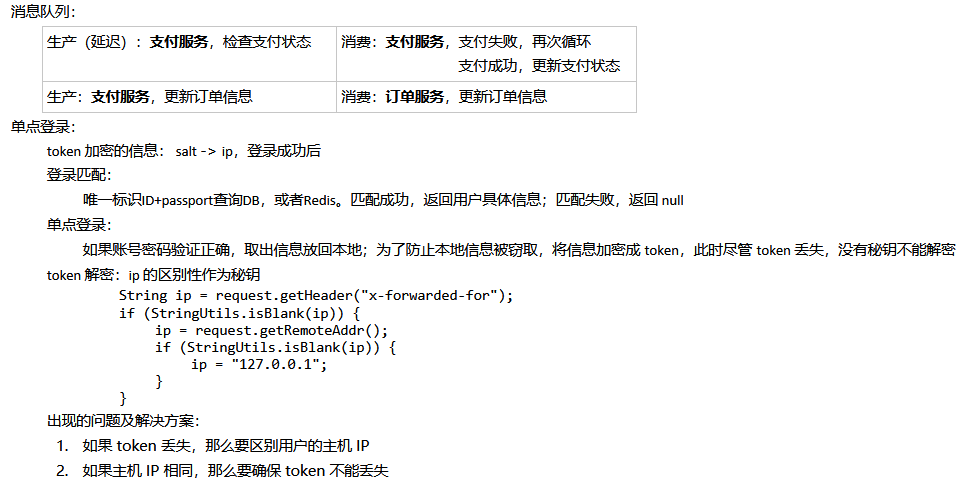 消息队列：
生产（延迟）：支付服务，检查支付状态
消费：支付服务，支付失败，再次循环
支付成功，更新支付状态
生产：支付服务，更新订单信息
消费：订单服务，更新订单信息
单点登录：
token 加密的信息： salt -> ip，登录成功后
登录匹配：
唯一标识ID+passport查询DB，或者Redis。匹配成功，返回用户具体信息；匹配失败，返回 null
单点登录：
如果账号密码验证正确，取出信息放回本地；为了防止本地信息被窃取，将信息加密成 token，此时尽管 token 丢失，没有秘钥不能解密
token 解密：ip 的区别性作为秘钥
String ip = request.getHeader("x-forwarded-for");
if (StringUtils.isBlank(ip)) {
ip = request.getRemoteAddr();
if (StringUtils.isBlank(ip)) {
ip = "127.0.0.1";
}
}
出现的问题及解决方案：
1. 如果 token 丢失，那么要区别用户的主机 IP
2. 如果主机 IP 相同，那么要确保 token 不能丢失